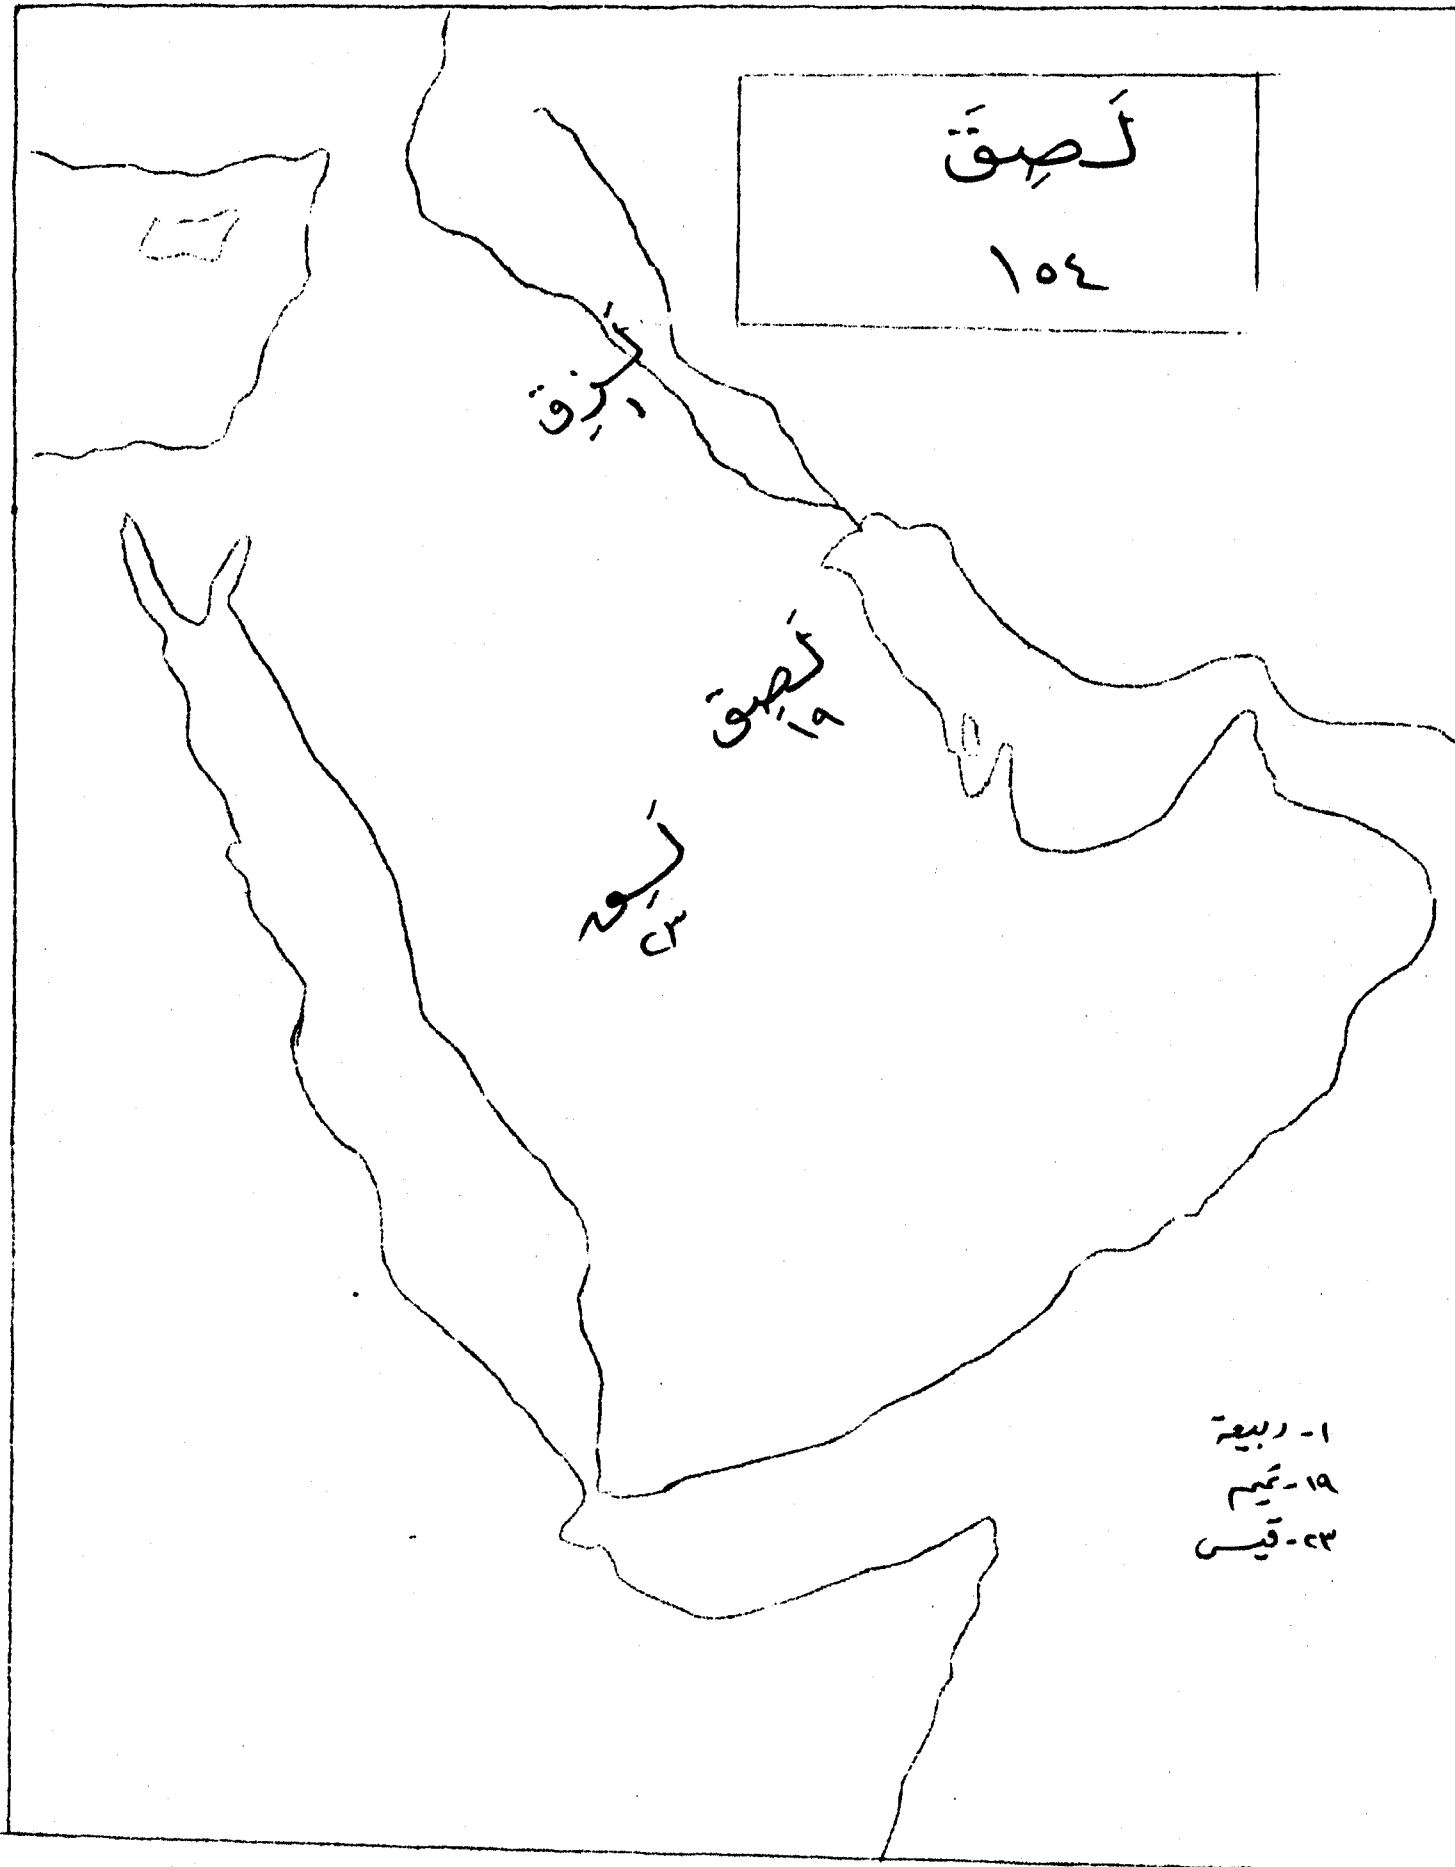 لَصِقَ
١٥٤
لَزِق
١
لَصِق
١٩
لَسِق
٢٣
١- ربيعة
١٩- تميم
٢٣- قيس